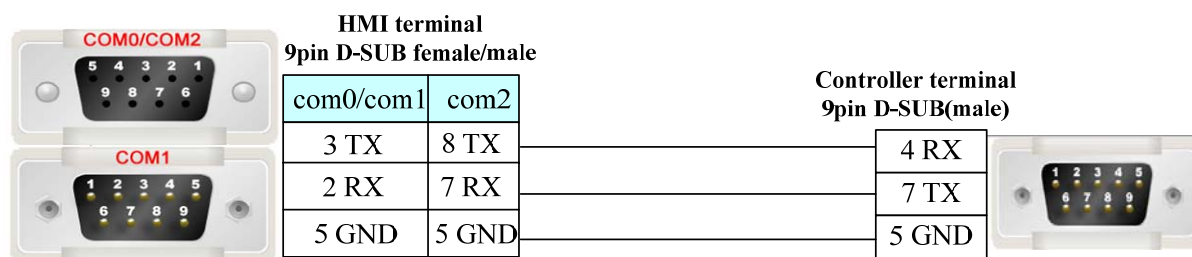 HMI terminal
9pin D-SUB female/male
COM0/COM2
5 4 3 2 1
9 8 7 6
COM1
1 2 3 4 5
6 7 8 9
com0/com1 com2
3 TX 8 TX
2 RX 7 RX
5 GND 5 GND
Controller terminal
9pin D-SUB(male)
4 RX
7 TX
5 GND
1 2 3 4 5
6 7 8 9